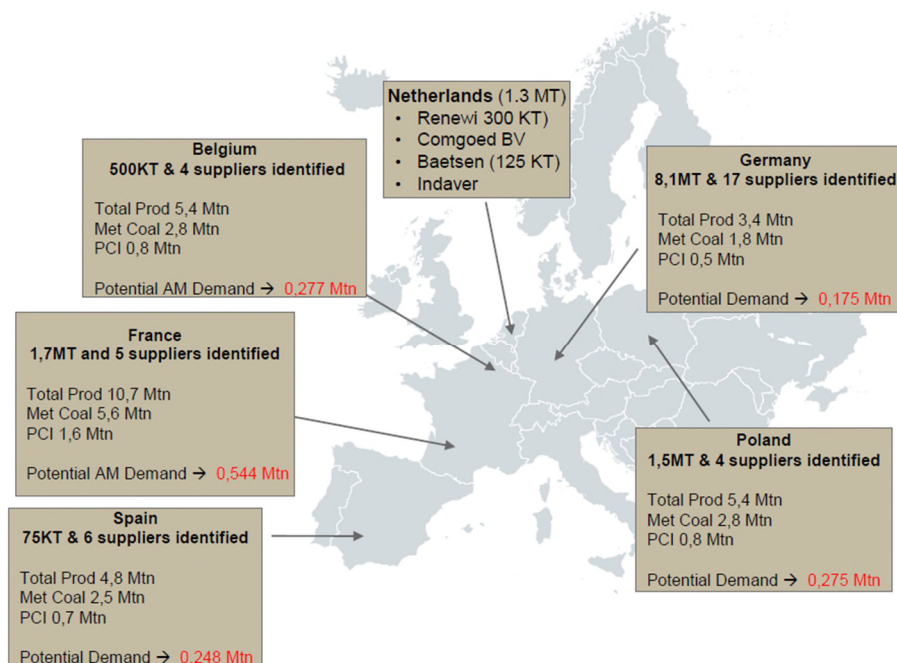 Netherlands (1.3 MT)
• Renewi 300 KT)
• Comgoed BV
• Baetsen (125 KT)
• Indaver
Belgium
500KT & 4 suppliers identified
Total Prod 5,4 Mtn
Met Coal 2,8 Mtn
PCI 0,8 Mtn
Potential AM Demand → 0,277 Mtn
Germany
8,1MT & 17 suppliers identified
Total Prod 3,4 Mtn
Met Coal 1,8 Mtn
PCI 0,5 Mtn
Potential Demand → 0,175 Mtn
France
1,7MT and 5 suppliers identified
Total Prod 10,7 Mtn
Met Coal 5,6 Mtn
PCI 1,6 Mtn
Potential AM Demand → 0,544 Mtn
Poland
1,5MT & 4 suppliers identified
Total Prod 5,4 Mtn
Met Coal 2,8 Mtn
PCI 0,8 Mtn
Potential Demand → 0,275 Mtn
Spain
75KT & 6 suppliers identified
Total Prod 4,8 Mtn
Met Coal 2,5 Mtn
PCI 0,7 Mtn
Potential Demand → 0,248 Mtn